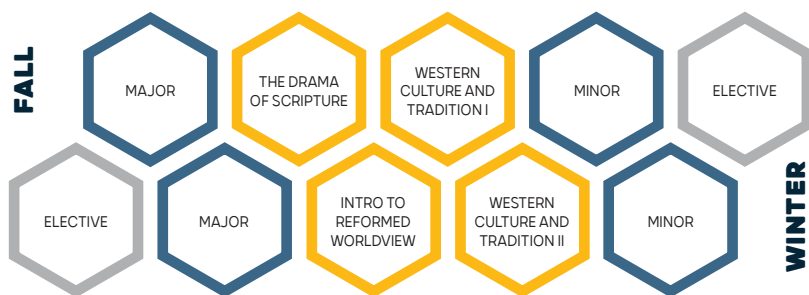 FALL
MAJOR
THE DRAMA
OF SCRIPTURE
WESTERN
CULTURE AND
TRADITION I
MINOR
ELECTIVE
ELECTIVE
MAJOR
INTRO TO
REFORMED
WORLDVIEW
WESTERN
CULTURE AND
TRADITION II
MINOR
WINTER